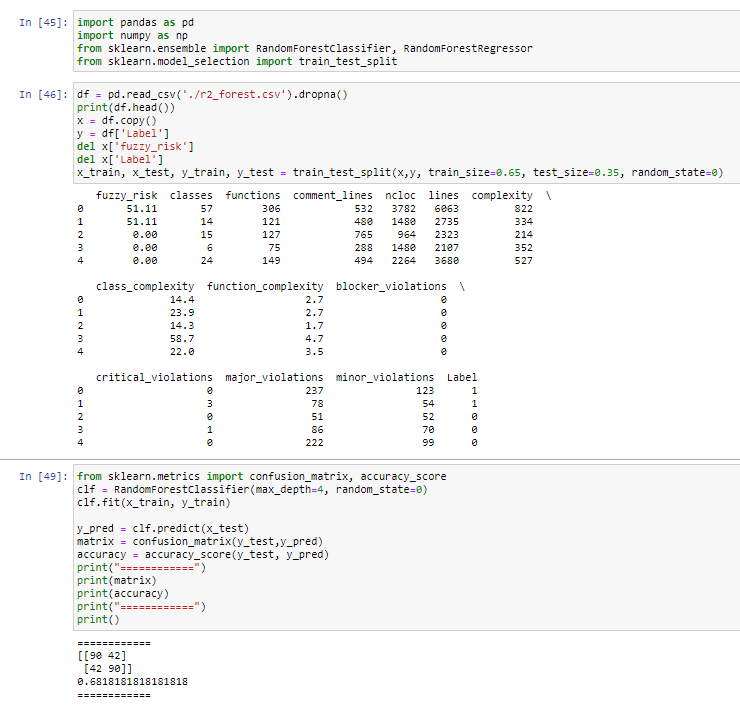 In [45]: import pandas as pd
import numpy as np
from sklearn.ensemble import RandomForestClassifier, RandomForestRegressor
from sklearn.model_selection import train_test_split
In [46]: df = pd.read_csv('./r2_forest.csv').dropna()
print(df.head())
x = df.copy()
y = df['Label']
del x['fuzzy_risk']
del x['Label']
x_train, x_test, y_train, y_test = train_test_split(x,y, train_size=0.65, test_size=0.35, random_state=0)
   fuzzy_risk  classes  functions  comment_lines  ncloc  lines  complexity  \
0       51.11       57        306            532   3782   6063         822
1       51.11       14        121            480   1480   2735         334
2        0.00       15        127            765    964   2323         214
3        0.00        6         75            288   1480   2107         352
4        0.00       24        149            494   2264   3680         527
   class_complexity  function_complexity  blocker_violations  \
0              14.4                  2.7                   0
1              23.9                  2.7                   0
2              14.3                  1.7                   0
3              58.7                  4.7                   0
4              22.0                  3.5                   0
   critical_violations  major_violations  minor_violations  Label
0                    0               237               123      1
1                    3                78                54      1
2                    0                51                52      0
3                    1                86                70      0
4                    0               222                99      0
In [49]: from sklearn.metrics import confusion_matrix, accuracy_score
clf = RandomForestClassifier(max_depth=4, random_state=0)
clf.fit(x_train, y_train)
y_pred = clf.predict(x_test)
matrix = confusion_matrix(y_test,y_pred)
accuracy = accuracy_score(y_test, y_pred)
print("============")
print(matrix)
print(accuracy)
print("============")
print()
============
[[90 42]
 [42 90]]
0.6818181818181818
============